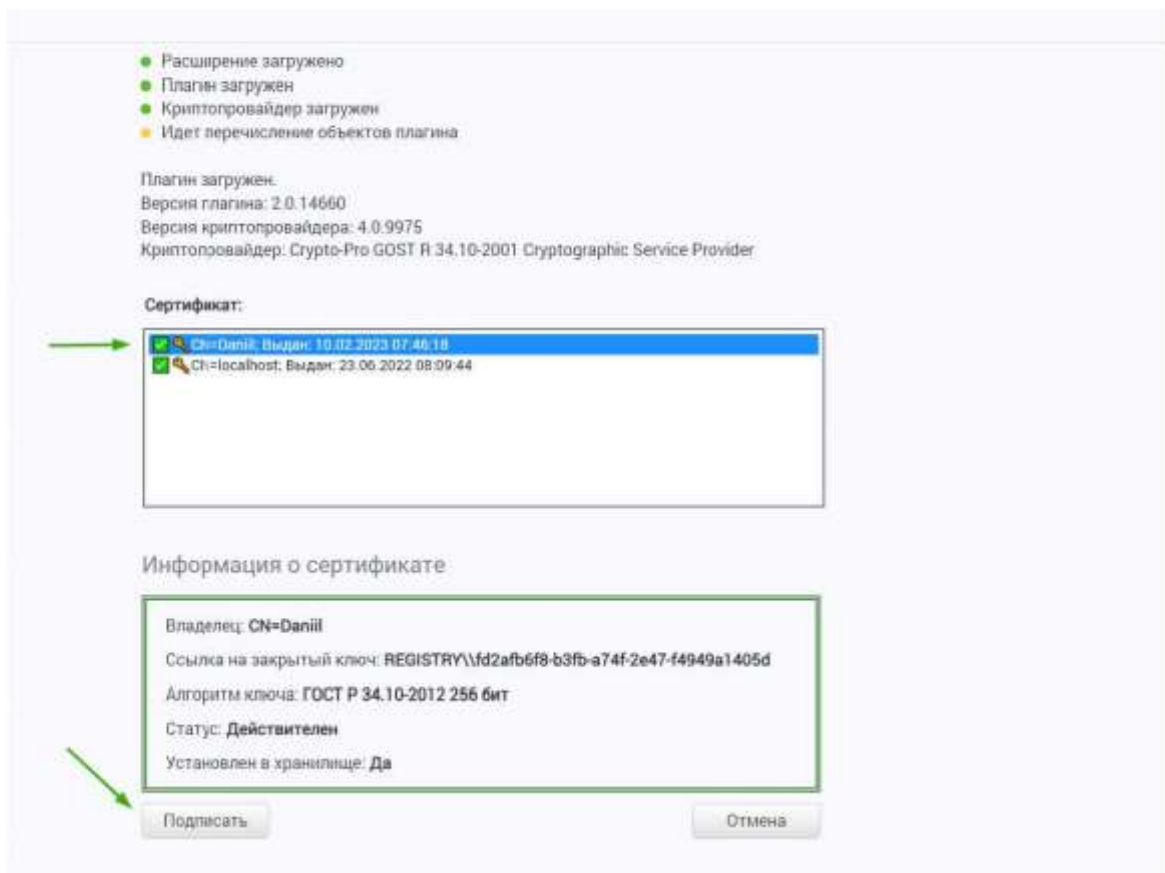 Расширение загружено
Плагин загружен
Криптопровайдер загружен
Идет перечисление объектов плагина
Плагин загружен.
Версия плагина: 2.0.14660
Версия криптопровайдера: 4.0.9975
Криптопровайдер: Crypto-Pro GOST R 34.10-2001 Cryptographic Service Provider
Сертификат:
CN=Daniil; Выдан: 10.02.2023 07:46:18
CN=localhost; Выдан: 23.06.2022 08:09:44
Информация о сертификате
Владелец: CN=Daniil
Ссылка на закрытый ключ: REGISTRY\\fd2afb6f8-b3fb-a74f-2e47-f4949a1405d
Алгоритм ключа: ГОСТ Р 34.10-2012 256 бит
Статус: Действителен
Установлен в хранилище: Да
Подписать Отмена